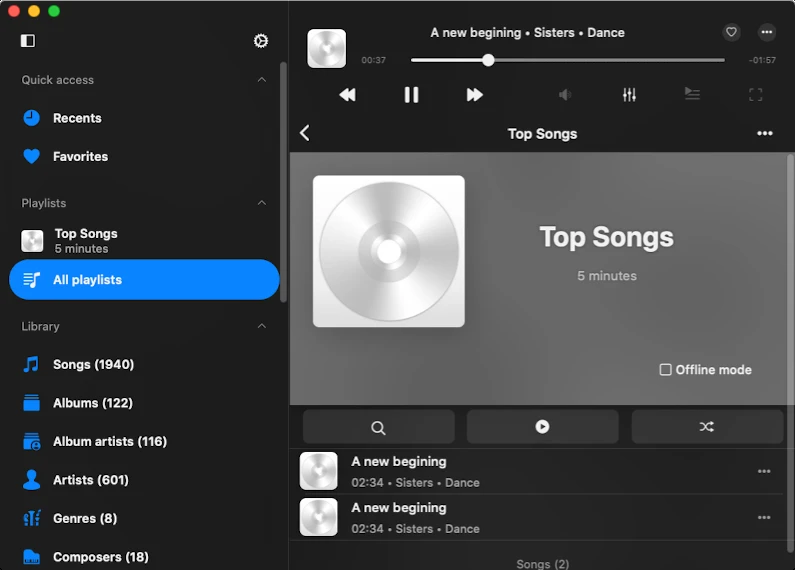 Quick access
Recents
Favorites
Playlists
Top Songs
5 minutes
All playlists
Library
Songs (1940)
Albums (122)
Album artists (116)
Artists (601)
Genres (8)
Composers (18)
A new begining • Sisters • Dance
00:37
-01:57
Top Songs
Top Songs
5 minutes
Offline mode
A new begining
02:34 • Sisters • Dance
A new begining
02:34 • Sisters • Dance
Songs (2)